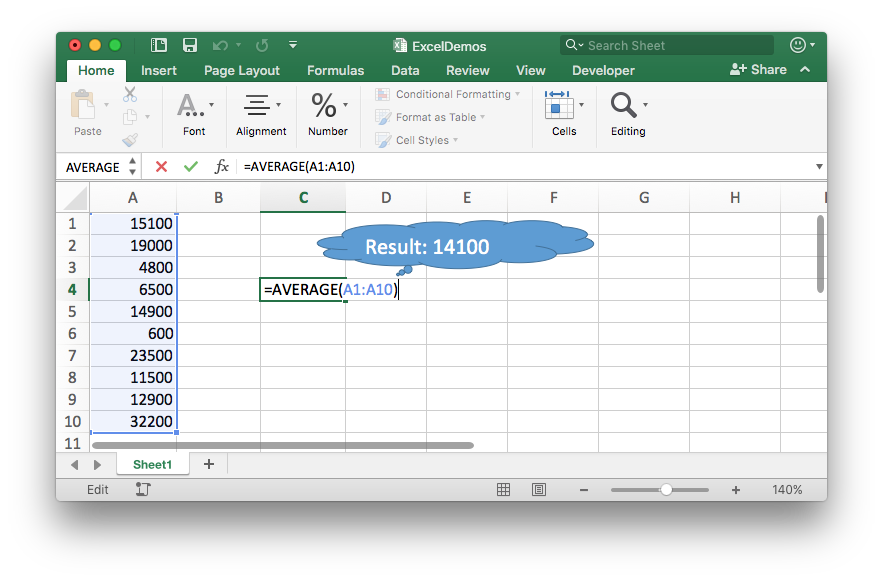 ExcelDemos
Search Sheet
Home Insert Page Layout Formulas Data Review View Developer Share
Paste
A...
Font
Alignment
%
Number
Conditional Formatting
Format as Table
Cell Styles
Cells
Editing
AVERAGE fx =AVERAGE(A1:A10)
A B C D E F G H
1 15100
2 19000
Result: 14100
3 4800
4 6500 =AVERAGE(A1:A10)
5 14900
6 600
7 23500
8 11500
9 12900
10 32200
11
Sheet1 +
Edit 140%